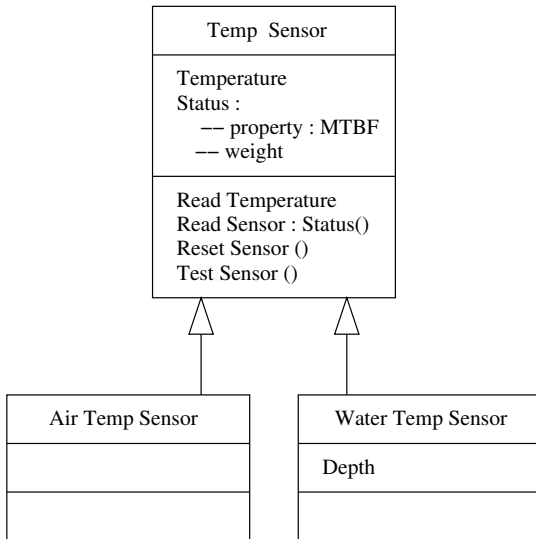 Temp Sensor
Temperature
Status :
−− property : MTBF
−− weight
Read Temperature
Read Sensor : Status()
Reset Sensor ()
Test Sensor ()
Air Temp Sensor
Water Temp Sensor
Depth